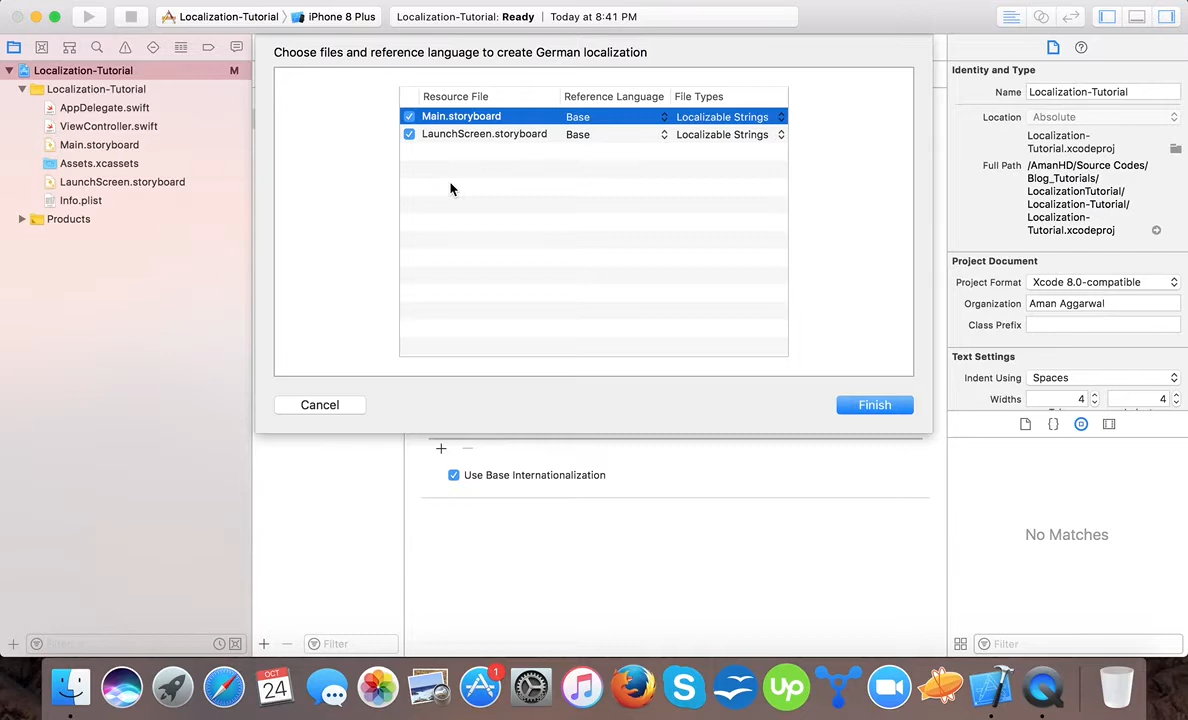 Localization-Tutorial
iPhone 8 Plus
Localization-Tutorial: Ready
Today at 8:41 PM
Localization-Tutorial
M
Localization-Tutorial
AppDelegate.swift
ViewController.swift
Main.storyboard
Assets.xcassets
LaunchScreen.storyboard
Info.plist
Products
Choose files and reference language to create German localization
Resource File
Reference Language
File Types
Main.storyboard
Base
Localizable Strings
LaunchScreen.storyboard
Base
Localizable Strings
Cancel
Finish
Use Base Internationalization
Filter
Identity and Type
Name
Localization-Tutorial
Location
Absolute
Localization-
Tutorial.xcodeproj
Full Path
/AmanHD/Source Codes/
Blog_Tutorials/
LocalizationTutorial/
Localization-Tutorial/
Localization-
Tutorial.xcodeproj
Project Document
Project Format
Xcode 8.0-compatible
Organization
Aman Aggarwal
Class Prefix
Text Settings
Indent Using
Spaces
Widths
4
4
No Matches
Filter
OCT
24
1
S
Up